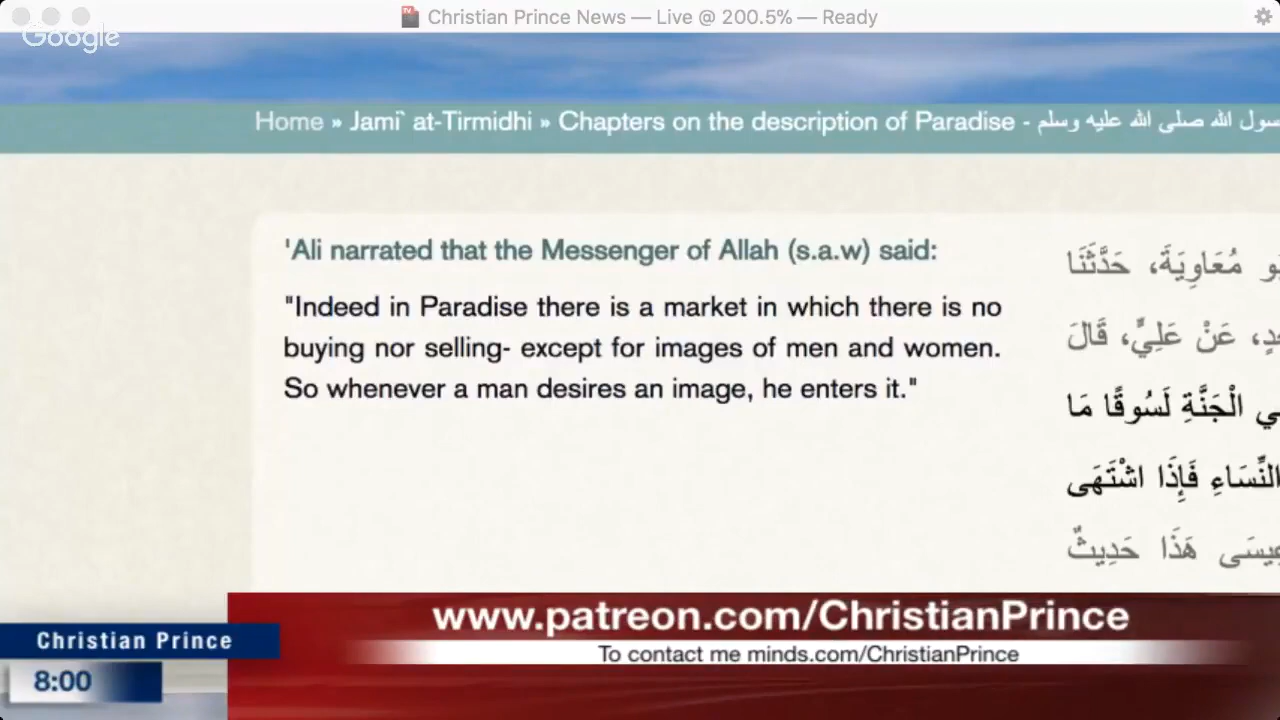 Christian Prince News — Live @ 200.5% — Ready
Google
Home » Jami` at-Tirmidhi » Chapters on the description of Paradise - سول الله صلى الله عليه وسلم
'Ali narrated that the Messenger of Allah (s.a.w) said:
"Indeed in Paradise there is a market in which there is no
buying nor selling- except for images of men and women.
So whenever a man desires an image, he enters it."
مُعَاوِيَةَ، حَدَّثَنَا
عَنْ عَلِيٍّ، قَالَ
الْجَنَّةِ لَسُوقًا مَا
النِّسَاءِ فَإِذَا اشْتَهَى
هَذَا حَدِيثٌ
www.patreon.com/ChristianPrince
To contact me minds.com/ChristianPrince
Christian Prince
8:00